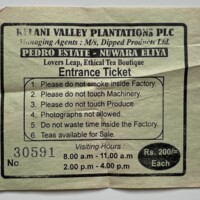 KELANI VALLEY PLANTATIONS PLC
Managing Agents : M/s, Dipped Products Ltd.
PEDRO ESTATE - NUWARA ELIYA
Lovers Leap, Ethical Tea Boutique
Entrance Ticket
1. Please do not smoke inside Factory.
2. Please do not touch Machinery.
3. Please do not touch Produce
4. Photographs not allowed.
5. Do not waste time inside the Factory.
6. Teas available for Sale.
No 30591
Visiting Hours
8.00 a.m - 11.00 a.m
2.00 p.m - 4.00 p.m
Rs. 200/=
Each